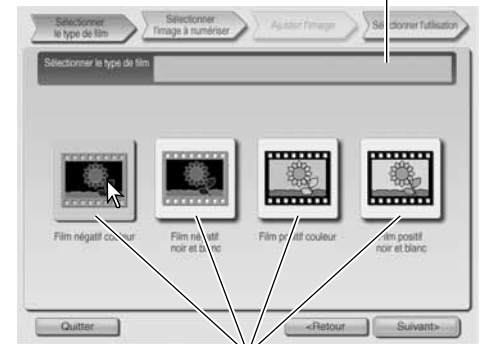 Sélectionner
le type de film
Sélectionner
l'image à numériser
Ajuster l'image
Sélectionner l'utilisation
Sélectionner le type de film
Film négatif couleur
Film négatif
noir et blanc
Film positif couleur
Film positif
noir et blanc
Quitter
<Retour
Suivant>